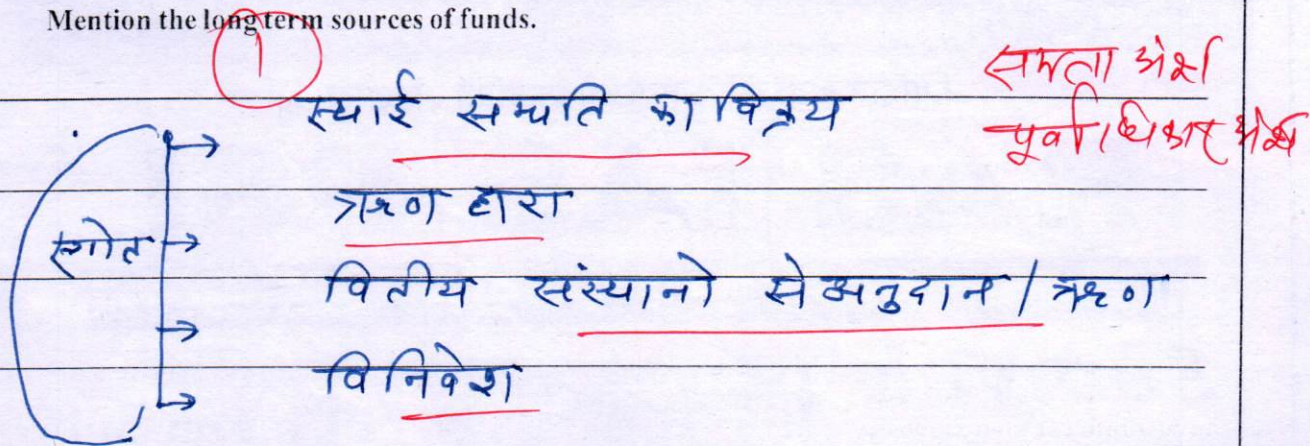 Mention the long term sources of funds.
1
समता अंश
पूर्वाधिकार अंश
स्थाई सम्पति का विक्रय
ऋण द्वारा
स्त्रोत
वितीय संस्थानो से अनुदान / ऋण
विनिवेश